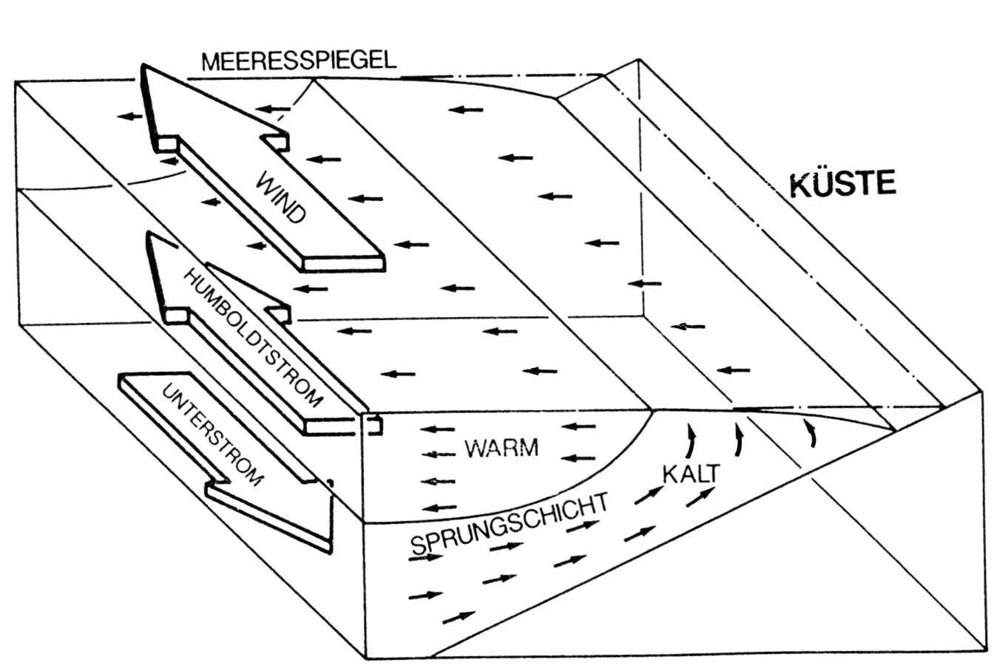 MEERESSPIEGEL
WIND
KÜSTE
HUMBOLDTSTROM
UNTERSTROM
WARM
KALT
SPRUNGSCHICHT